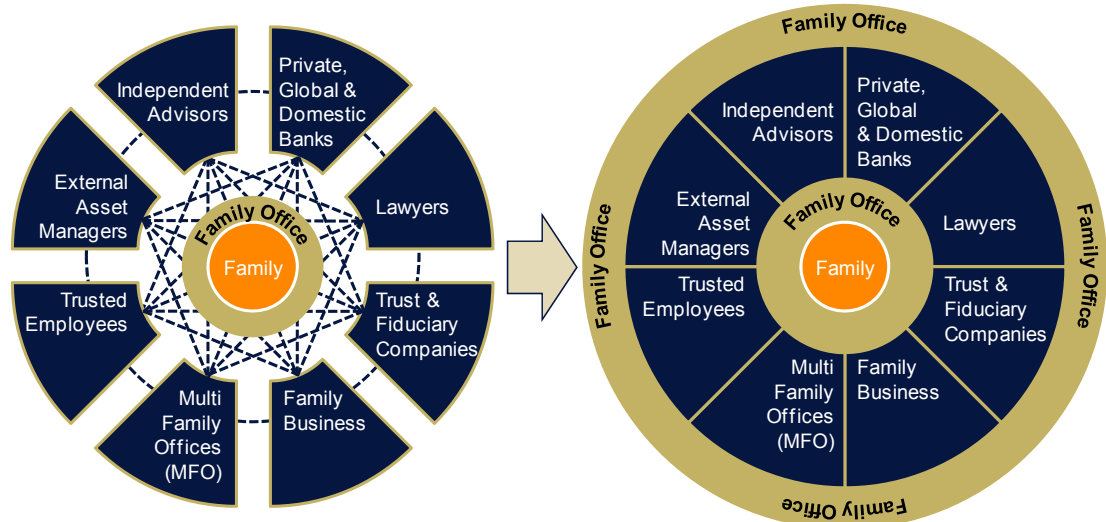 Independent
Advisors
Private,
Global &
Domestic
Banks
External
Asset
Managers
Lawyers
Family Office
Family
Trusted
Employees
Trust &
Fiduciary
Companies
Multi
Family
Offices
(MFO)
Family
Business
Family Office
Independent
Advisors
Private,
Global
& Domestic
Banks
Family Office
External
Asset
Managers
Family Office
Lawyers
Family Office
Family
Trusted
Employees
Trust &
Fiduciary
Companies
Multi
Family
Offices
(MFO)
Family
Business
Family Office